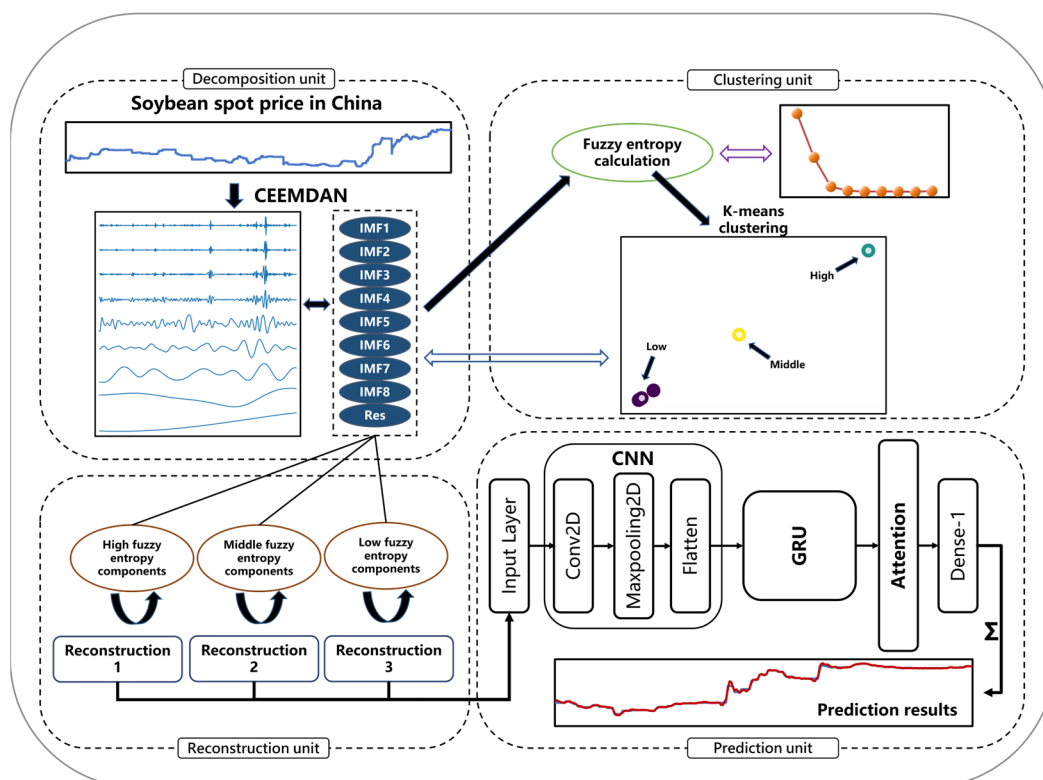 Decomposition unit
Soybean spot price in China
CEEMDAN
IMF1
IMF2
IMF3
IMF4
IMF5
IMF6
IMF7
IMF8
Res
Clustering unit
Fuzzy entropy
calculation
K-means
clustering
High
Middle
Low
High fuzzy
entropy
components
Middle fuzzy
entropy
components
Low fuzzy
entropy
components
Reconstruction
1
Reconstruction
2
Reconstruction
3
Reconstruction unit
Input Layer
CNN
Conv2D
Maxpooling2D
Flatten
GRU
Attention
Dense-1
Σ
Prediction results
Prediction unit